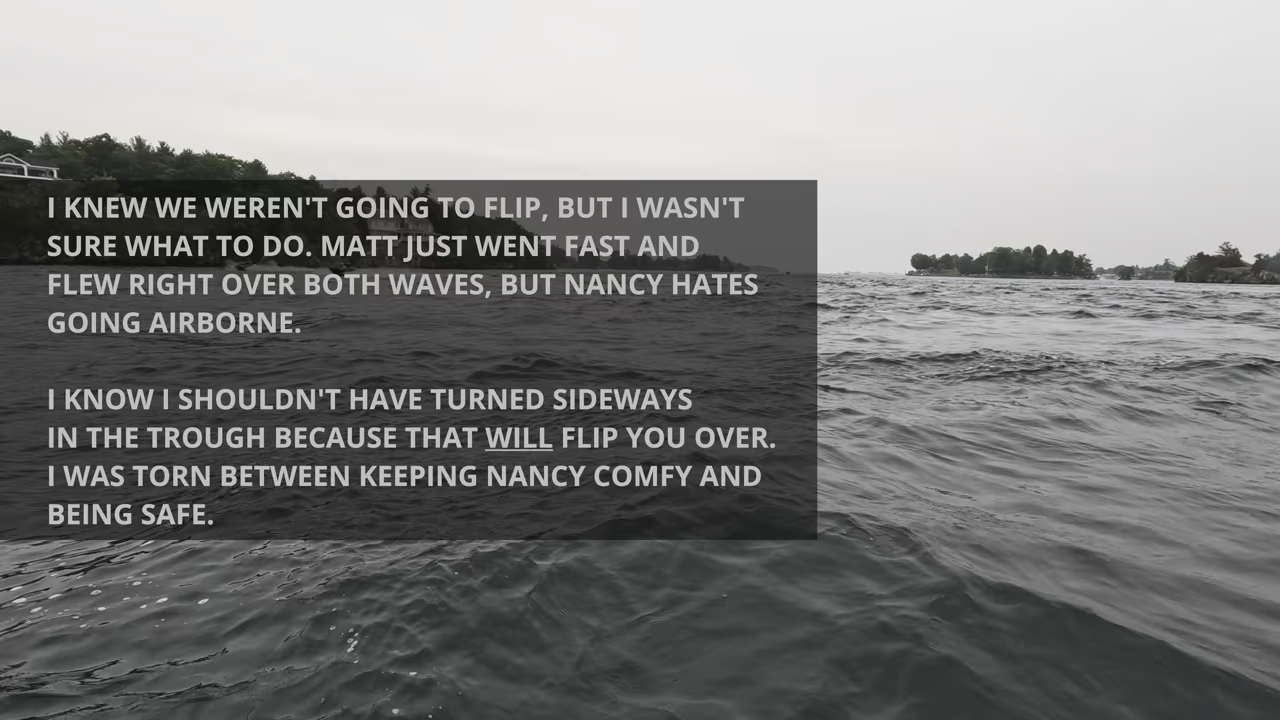 I KNEW WE WEREN'T GOING TO FLIP, BUT I WASN'T
SURE WHAT TO DO. MATT JUST WENT FAST AND
FLEW RIGHT OVER BOTH WAVES, BUT NANCY HATES
GOING AIRBORNE.
I KNOW I SHOULDN'T HAVE TURNED SIDEWAYS
IN THE TROUGH BECAUSE THAT WILL FLIP YOU OVER.
I WAS TORN BETWEEN KEEPING NANCY COMFY AND
BEING SAFE.